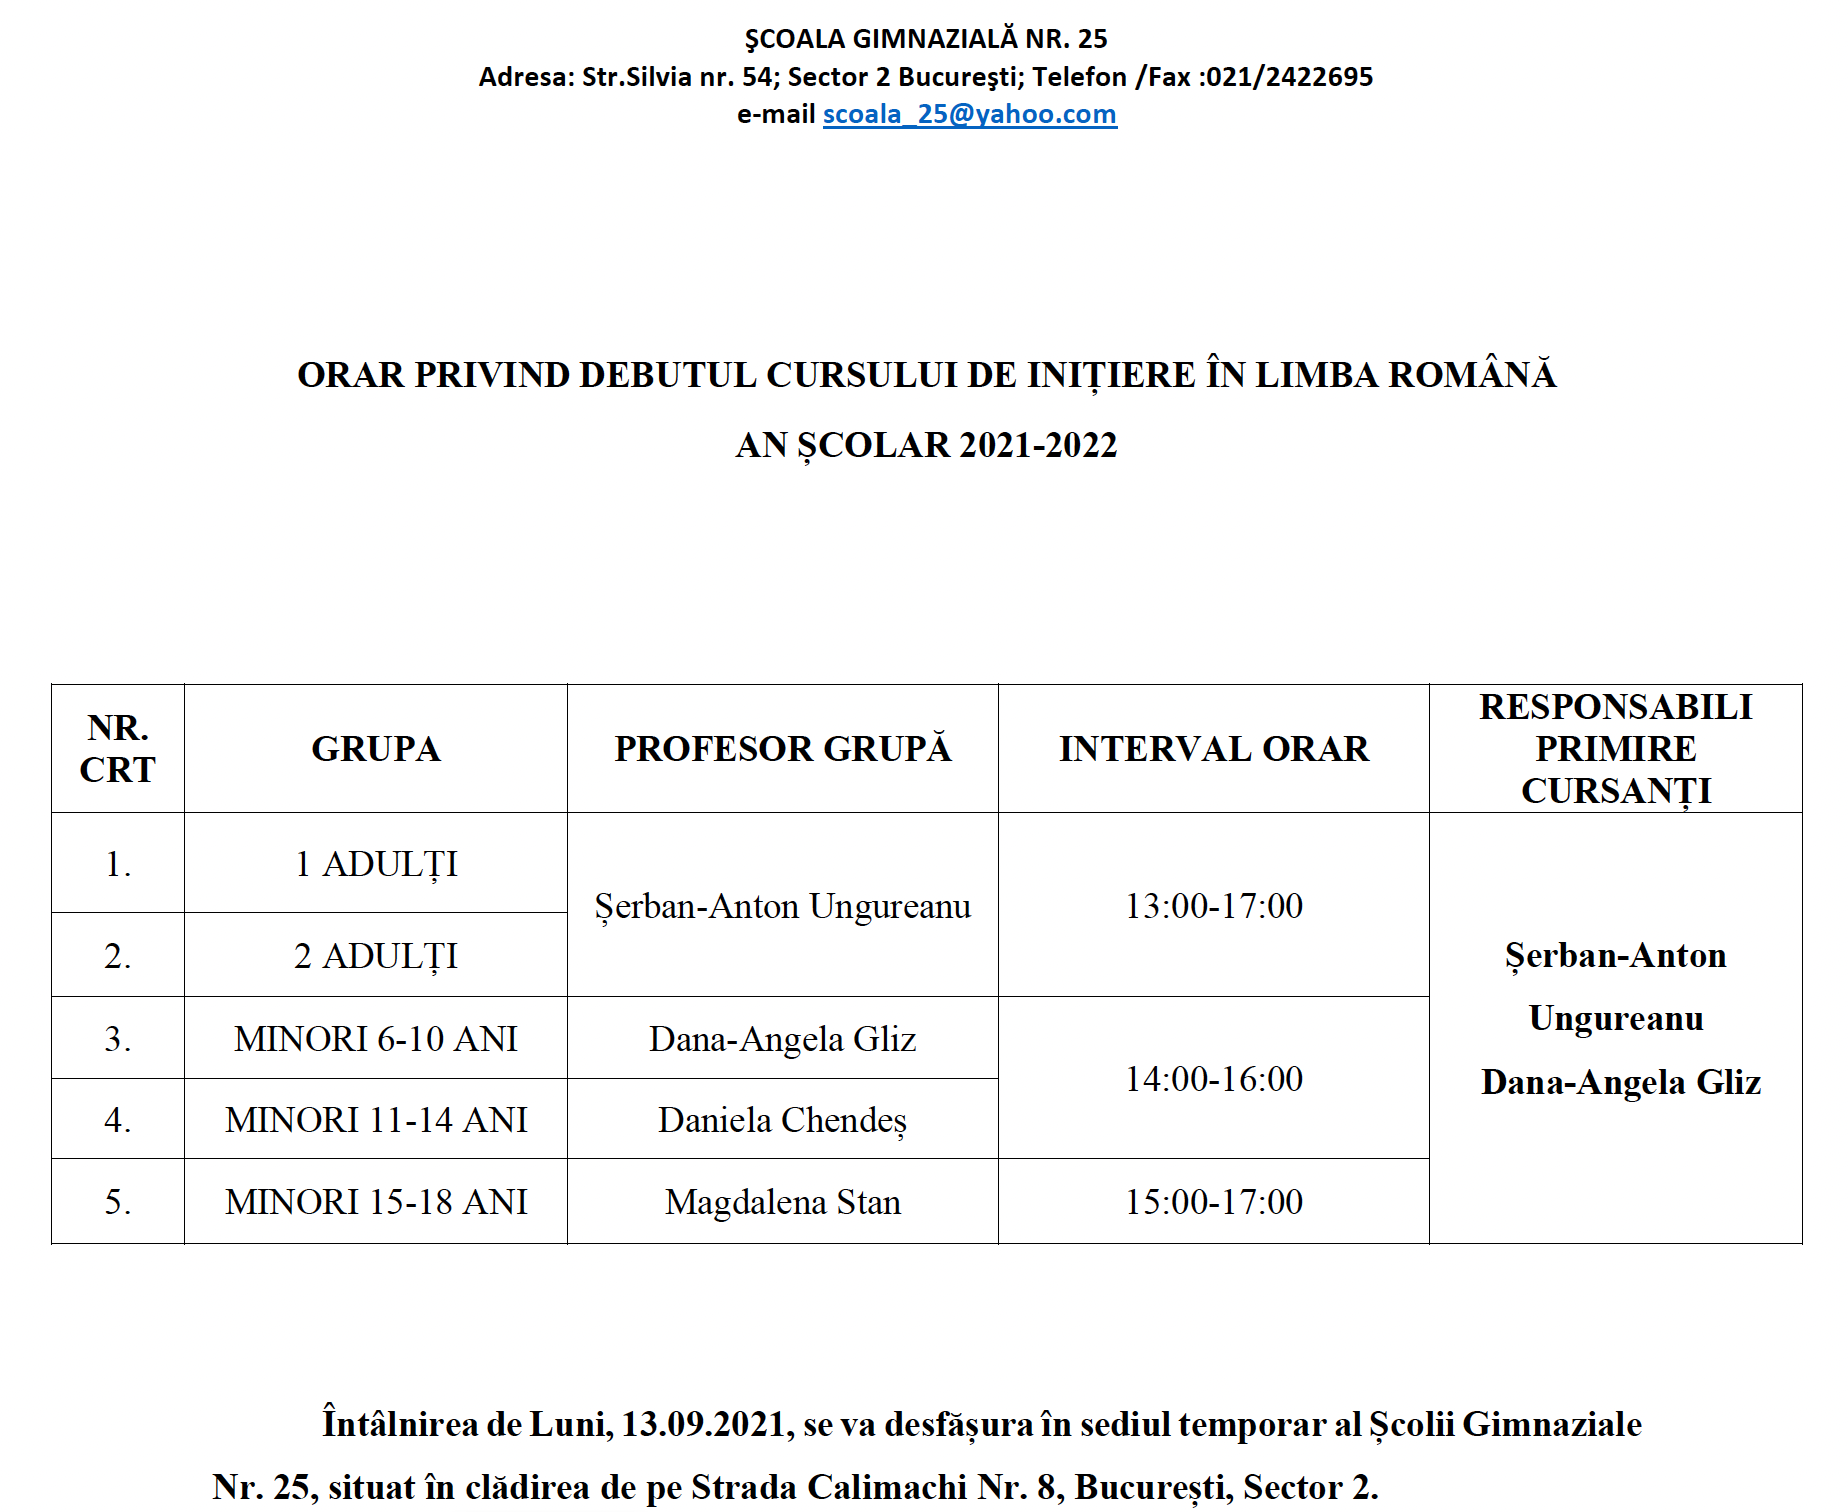 ŞCOALA GIMNAZIALĂ NR. 25
Adresa: Str.Silvia nr. 54; Sector 2 Bucureşti; Telefon /Fax :021/2422695
e-mail scoala_25@yahoo.com
ORAR PRIVIND DEBUTUL CURSULUI DE INIȚIERE ÎN LIMBA ROMÂNĂ
AN ȘCOLAR 2021-2022
NR.
CRT
GRUPA
PROFESOR GRUPĂ
INTERVAL ORAR
RESPONSABILI
PRIMIRE
CURSANȚI
1.
1 ADULȚI
Șerban-Anton Ungureanu
13:00-17:00
2.
2 ADULȚI
3.
MINORI 6-10 ANI
Dana-Angela Gliz
14:00-16:00
4.
MINORI 11-14 ANI
Daniela Chendeș
5.
MINORI 15-18 ANI
Magdalena Stan
15:00-17:00
Șerban-Anton
Ungureanu
Dana-Angela Gliz
Întâlnirea de Luni, 13.09.2021, se va desfășura în sediul temporar al Școlii Gimnaziale
Nr. 25, situat în clădirea de pe Strada Calimachi Nr. 8, București, Sector 2.